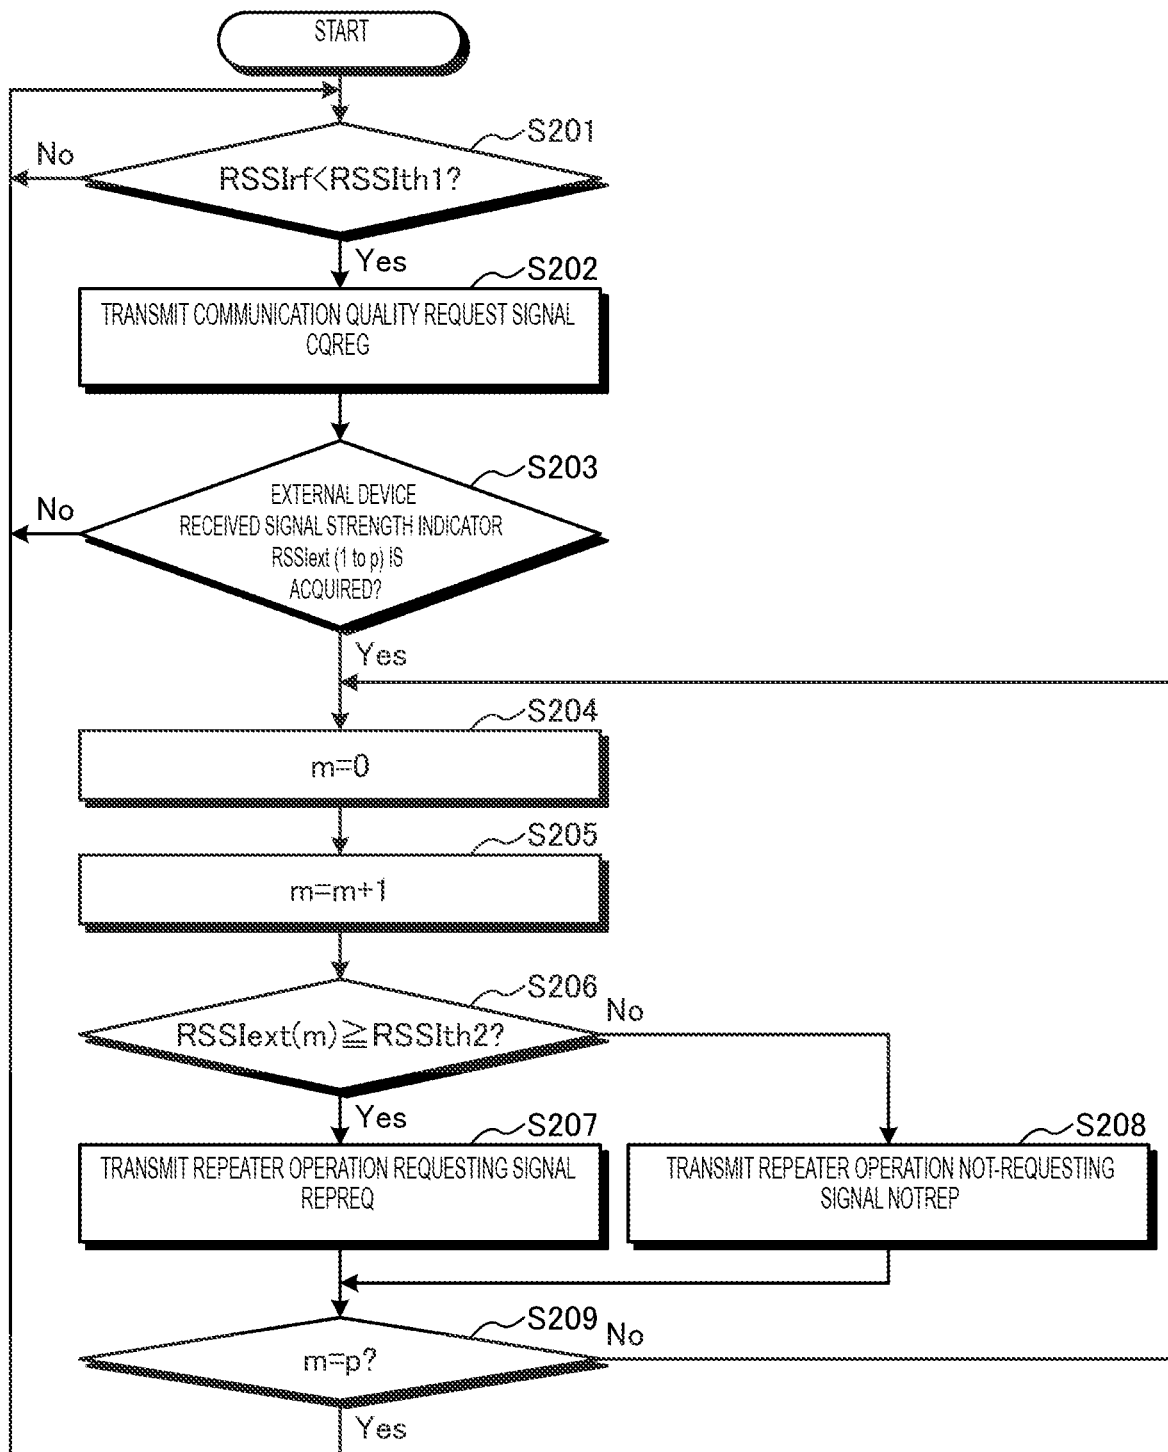 START
S201
No
RSSIrf<RSSIth1?
Yes
S202
TRANSMIT COMMUNICATION QUALITY REQUEST SIGNAL
CQREG
S203
No
EXTERNAL DEVICE
RECEIVED SIGNAL STRENGTH INDICATOR
RSSIext (1 to p) IS
ACQUIRED?
Yes
S204
m=0
S205
m=m+1
S206
No
RSSIext(m)≧RSSIth2?
Yes
S207
S208
TRANSMIT REPEATER OPERATION REQUESTING SIGNAL
REPREQ
TRANSMIT REPEATER OPERATION NOT-REQUESTING
SIGNAL NOTREP
S209
No
m=p?
Yes